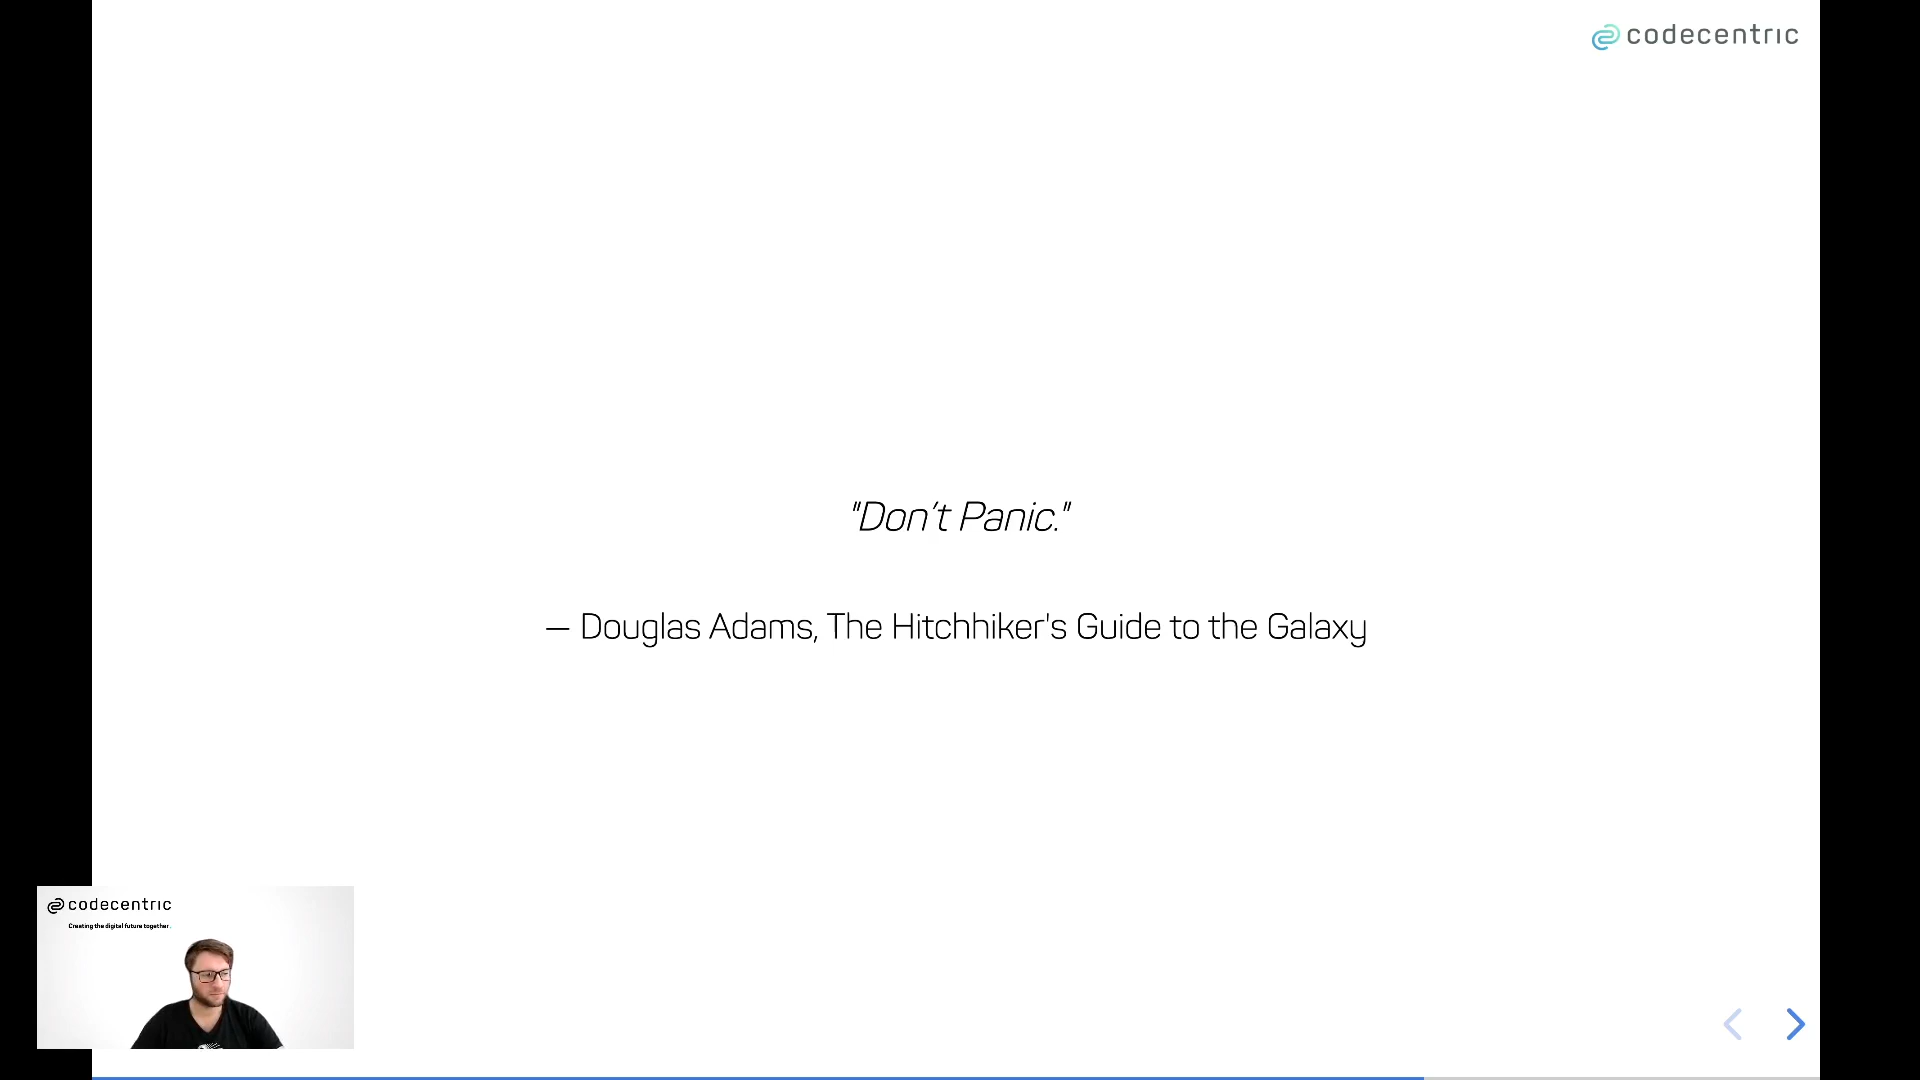 codecentric
"Don’t Panic."
— Douglas Adams, The Hitchhiker's Guide to the Galaxy
codecentric
Creating the digital future together.